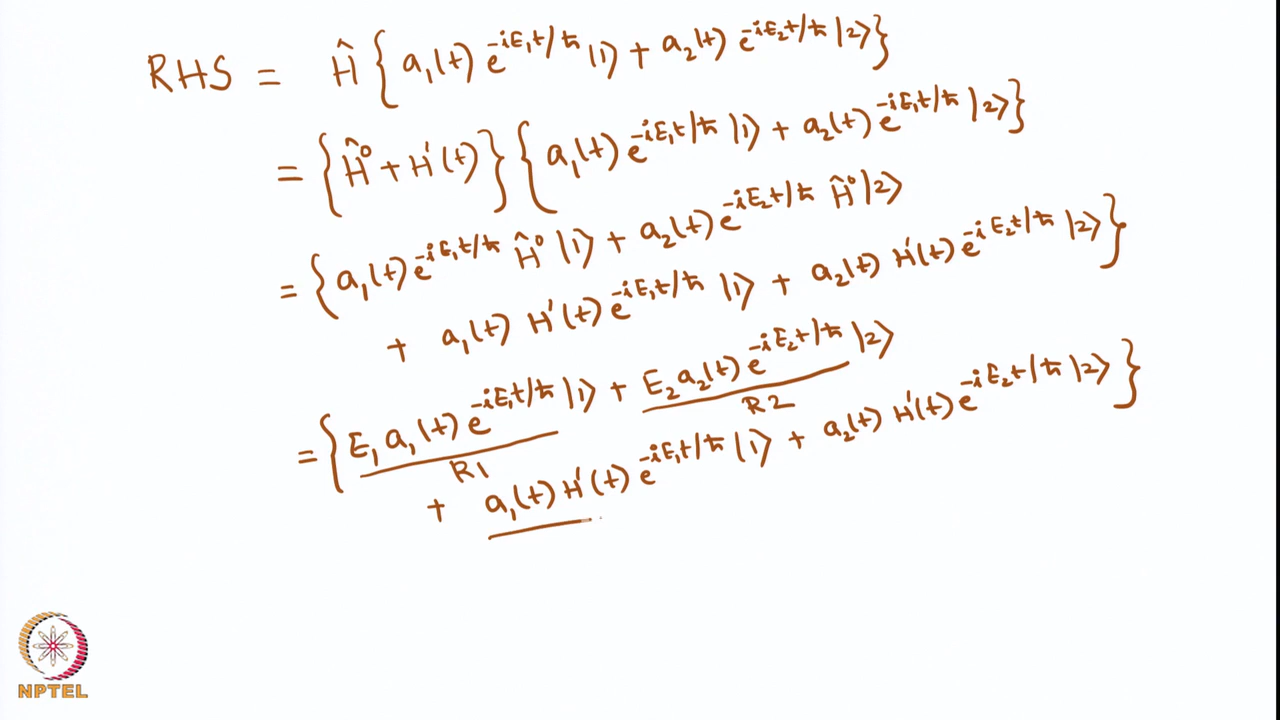 RHS = Ĥ { a₁(t) e^{-iE₁t/ħ} |1⟩ + a₂(t) e^{-iE₂t/ħ} |2⟩ }
= { Ĥ⁰ + H'(t) } { a₁(t) e^{-iE₁t/ħ} |1⟩ + a₂(t) e^{-iE₁t/ħ} |2⟩ }
= { a₁(t) e^{-iE₁t/ħ} Ĥ⁰ |1⟩ + a₂(t) e^{-iE₂t/ħ} Ĥ⁰ |2⟩
+ a₁(t) H'(t) e^{-iE₁t/ħ} |1⟩ + a₂(t) H'(t) e^{-iE₂t/ħ} |2⟩ }
= { E₁ a₁(t) e^{-iE₁t/ħ} |1⟩ + E₂ a₂(t) e^{-iE₂t/ħ} |2⟩
R1 R2
+ a₁(t) H'(t) e^{-iE₁t/ħ} |1⟩ + a₂(t) H'(t) e^{-iE₂t/ħ} |2⟩ }
NPTEL